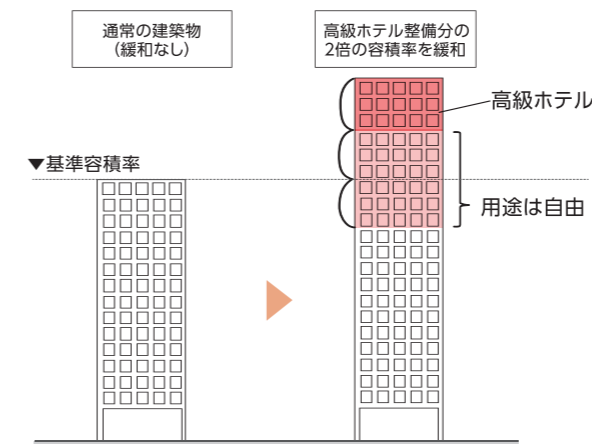 通常の建築物
（緩和なし）
高級ホテル整備分の
2倍の容積率を緩和
高級ホテル
▼基準容積率
用途は自由